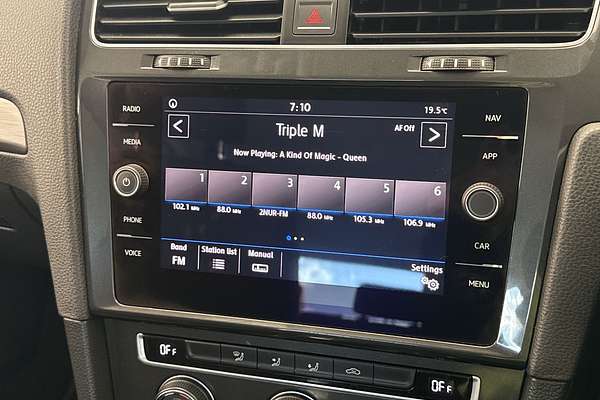 7:10
19.5°C
RADIO
MEDIA
PHONE
VOICE
Triple M
AF Off
Now Playing: A Kind Of Magic - Queen
1 2 3 4 5 6
102.1 MHz 88.0 MHz 2NUR-FM 88.0 MHz 105.3 MHz 106.9 MHz
Band Station list Manual
FM
Settings
NAV
APP
CAR
MENU
OFF
OFF